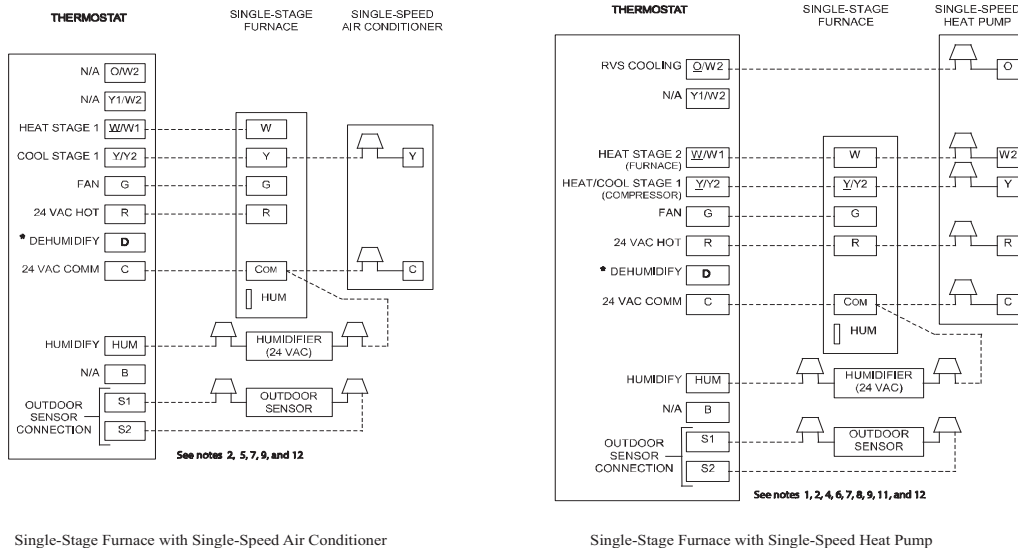 THERMOSTAT
SINGLE-STAGE
FURNACE
SINGLE-SPEED
AIR CONDITIONER
N/A O/W2
N/A Y1/W2
HEAT STAGE 1 W/W1 W
COOL STAGE 1 Y/Y2 Y Y
FAN G G
24 VAC HOT R R
* DEHUMIDIFY D
24 VAC COMM C COM C
HUM
HUMIDIFY HUM HUMIDIFIER
(24 VAC)
N/A B
OUTDOOR
SENSOR
CONNECTION
S1
OUTDOOR
SENSOR
S2
See notes 2, 5, 7, 9, and 12
Single-Stage Furnace with Single-Speed Air Conditioner
THERMOSTAT
SINGLE-STAGE
FURNACE
SINGLE-SPEED
HEAT PUMP
RVS COOLING O/W2 O
N/A Y1/W2
HEAT STAGE 2 W/W1 W W2
(FURNACE)
HEAT/COOL STAGE 1 Y/Y2 Y/Y2 Y
(COMPRESSOR)
FAN G G
24 VAC HOT R R R
* DEHUMIDIFY D
24 VAC COMM C COM C
HUM
HUMIDIFY HUM HUMIDIFIER
(24 VAC)
N/A B
OUTDOOR
SENSOR
CONNECTION
S1
OUTDOOR
SENSOR
S2
See notes 1, 2, 4, 6, 7, 8, 9, 11, and 12
Single-Stage Furnace with Single-Speed Heat Pump